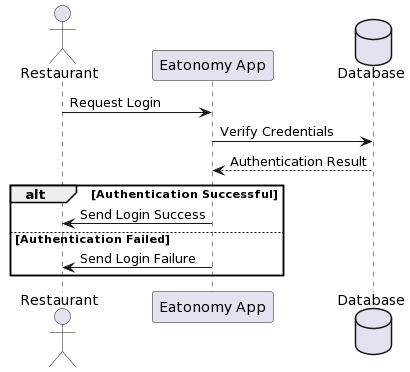 Restaurant
Eatonomy App
Database
Request Login
Verify Credentials
Authentication Result
alt [Authentication Successful]
Send Login Success
[Authentication Failed]
Send Login Failure
Restaurant
Eatonomy App
Database